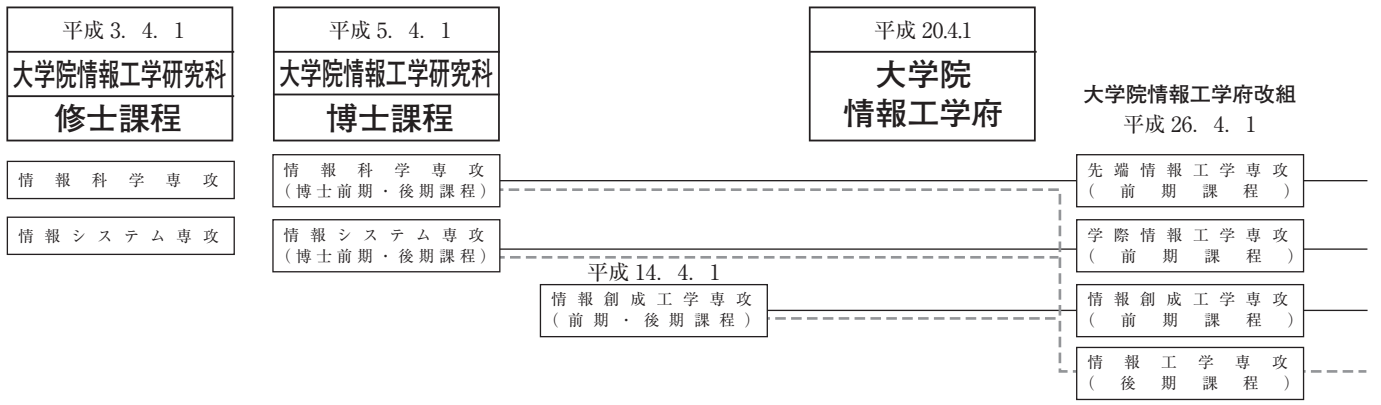 平成 3. 4. 1
大学院情報工学研究科
修士課程
情報科学専攻
情報システム専攻
平成 5. 4. 1
大学院情報工学研究科
博士課程
情報科学専攻
(博士前期・後期課程)
情報システム専攻
(博士前期・後期課程)
平成 14. 4. 1
情報創成工学専攻
(前期・後期課程)
平成 20.4.1
大学院
情報工学府
大学院情報工学府改組
平成 26. 4. 1
先端情報工学専攻
(前期課程)
学際情報工学専攻
(前期課程)
情報創成工学専攻
(前期課程)
情報工学専攻
(後期課程)